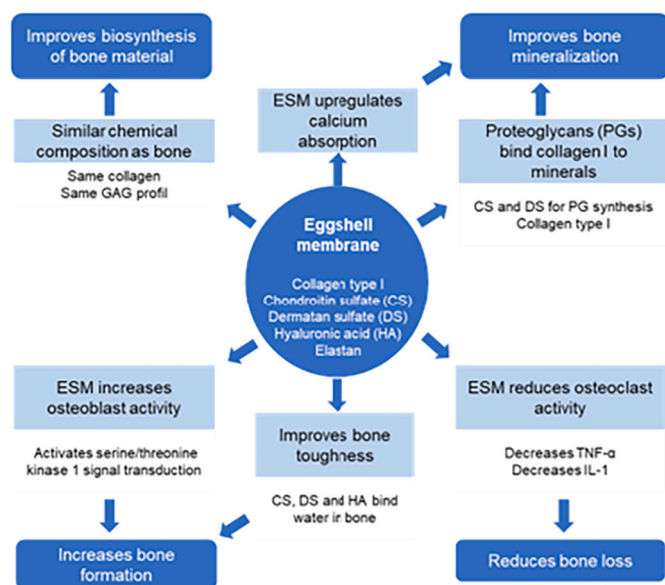 Improves biosynthesis
of bone material
Improves bone
mineralization
ESM upregulates
calcium
absorption
Similar chemical
composition as bone
Same collagen
Same GAG profil
Proteoglycans (PGs)
bind collagen I to
minerals
CS and DS for PG synthesis
Collagen type I
Eggshell
membrane
Collagen type I
Chondroitin sulfate (CS)
Dermatan sulfate (DS)
Hyaluronic acid (HA)
Elastan
ESM increases
osteoblast activity
Activates serine/threonine
kinase 1 signal transduction
Improves bone
toughness
CS, DS and HA bind
water in bone
ESM reduces osteoclast
activity
Decreases TNF-α
Decreases IL-1
Increases bone
formation
Reduces bone loss